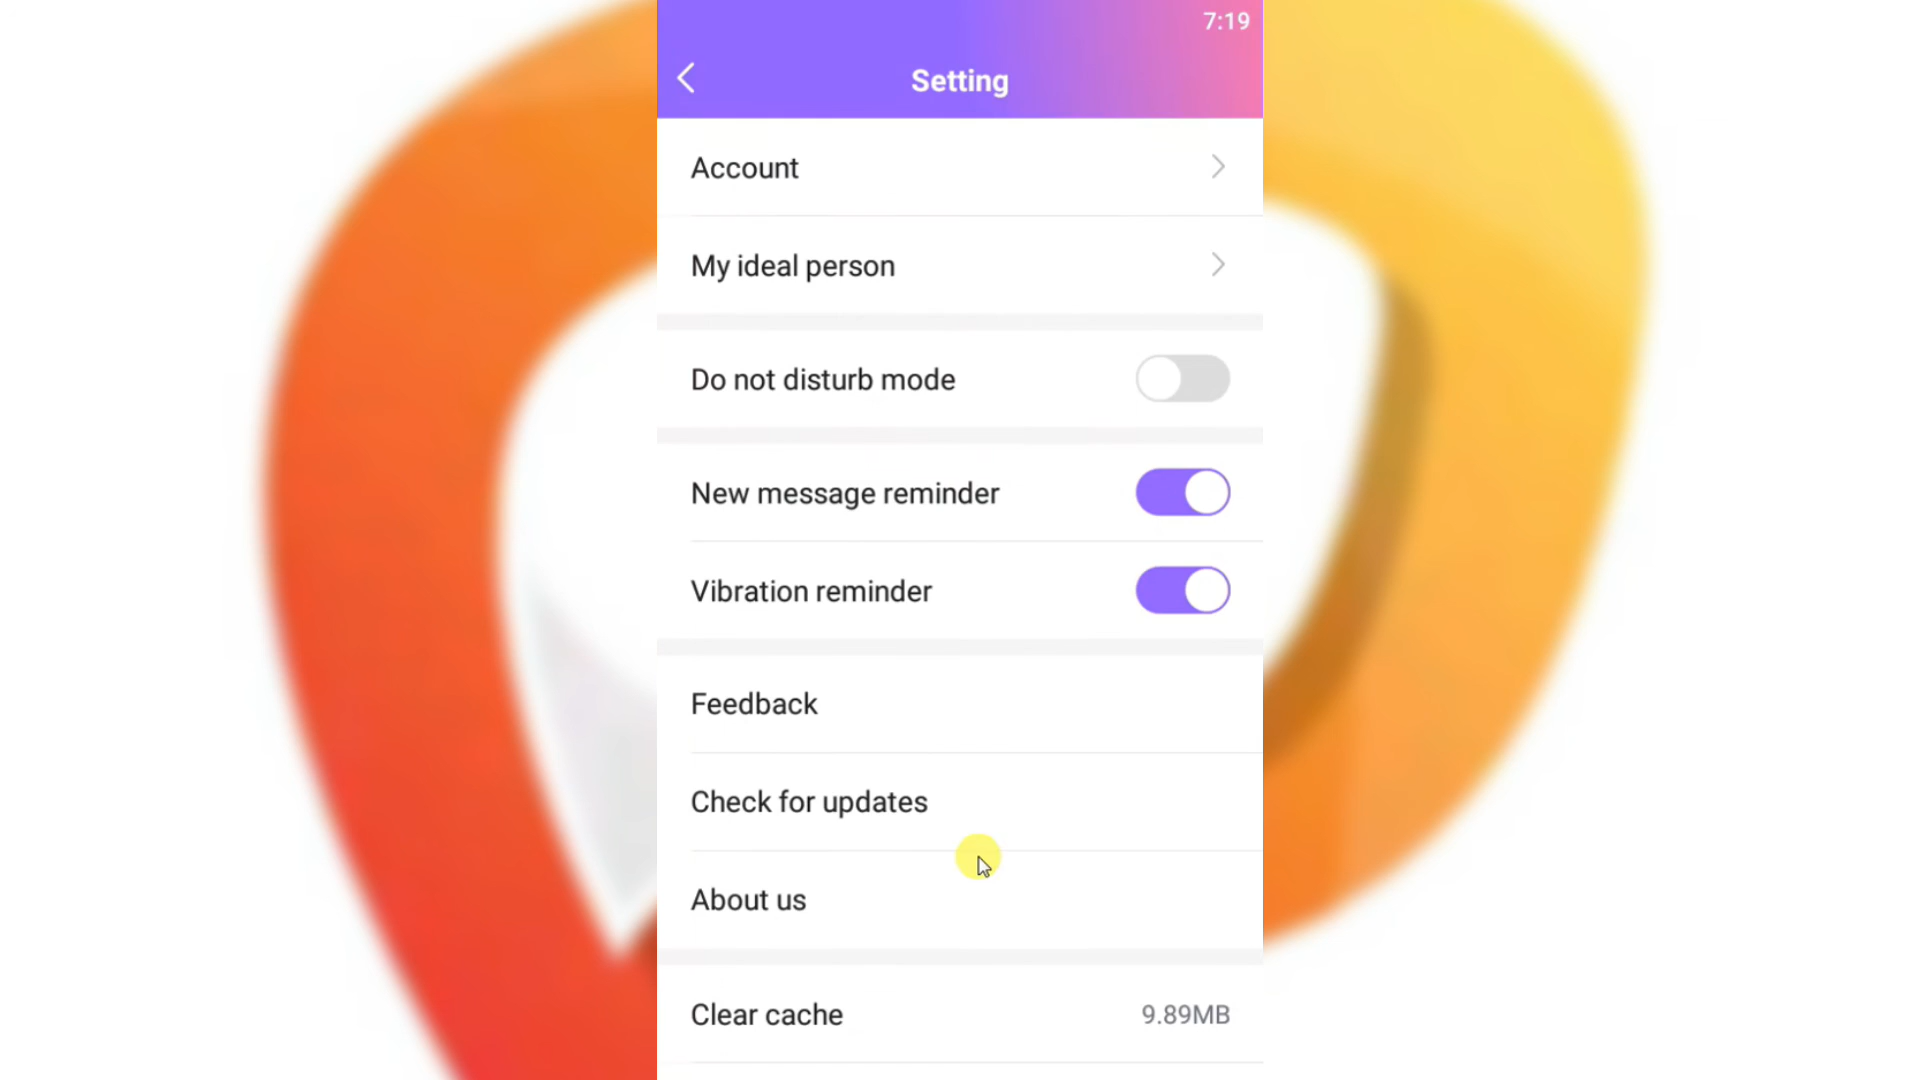 7:19
Setting
Account
My ideal person
Do not disturb mode
New message reminder
Vibration reminder
Feedback
Check for updates
About us
Clear cache 9.89MB